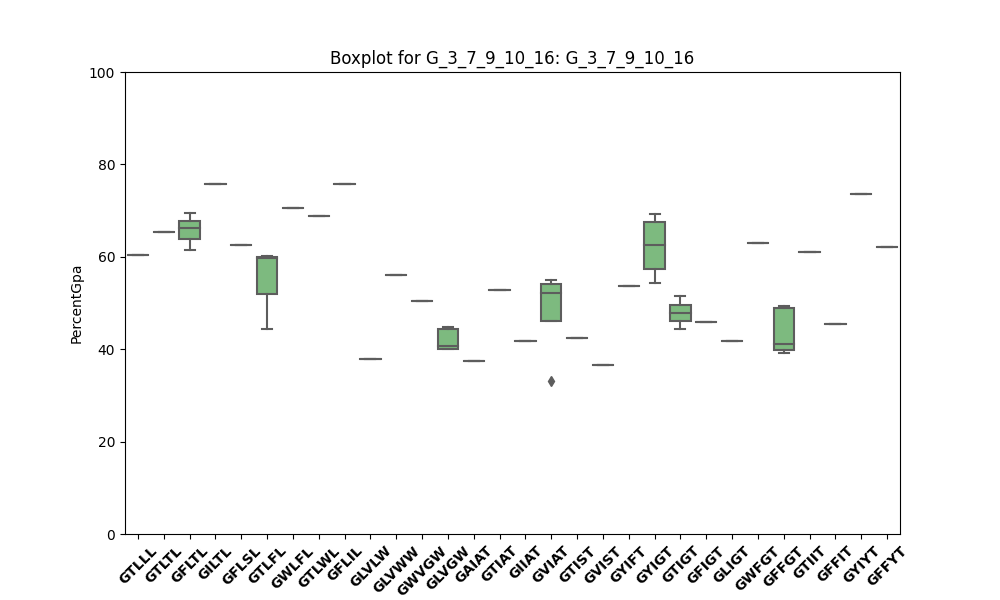 Boxplot for G_3_7_9_10_16: G_3_7_9_10_16
100
80
60
40
20
0
PercentGpa
GTLLL
GTLTL
GFLTL
GILTL
GFLSL
GTLFL
GWLFL
GTLWL
GFLIL
GLVLW
GLVWW
GWVGW
GLVGW
GAIAT
GTIAT
GIIAT
GVIAT
GTIST
GVIST
GYIFT
GYIGT
GTIGT
GFIGT
GLIGT
GWFGT
GFFGT
GTIIT
GFFIT
GYIYT
GFFYT